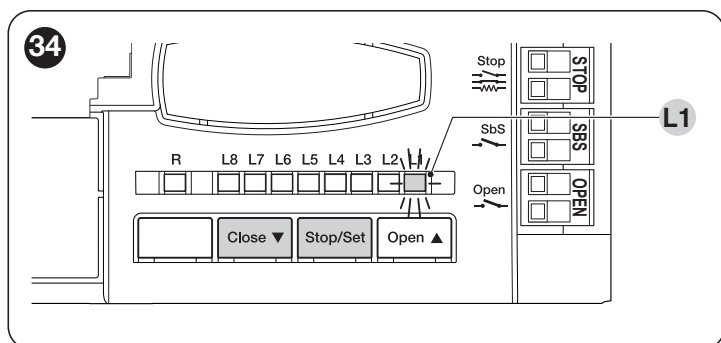 34
Stop
STOP
L1
SbS
SBS
R L8 L7 L6 L5 L4 L3 L2 L1
Open
OPEN
Close ▼ Stop/Set Open ▲